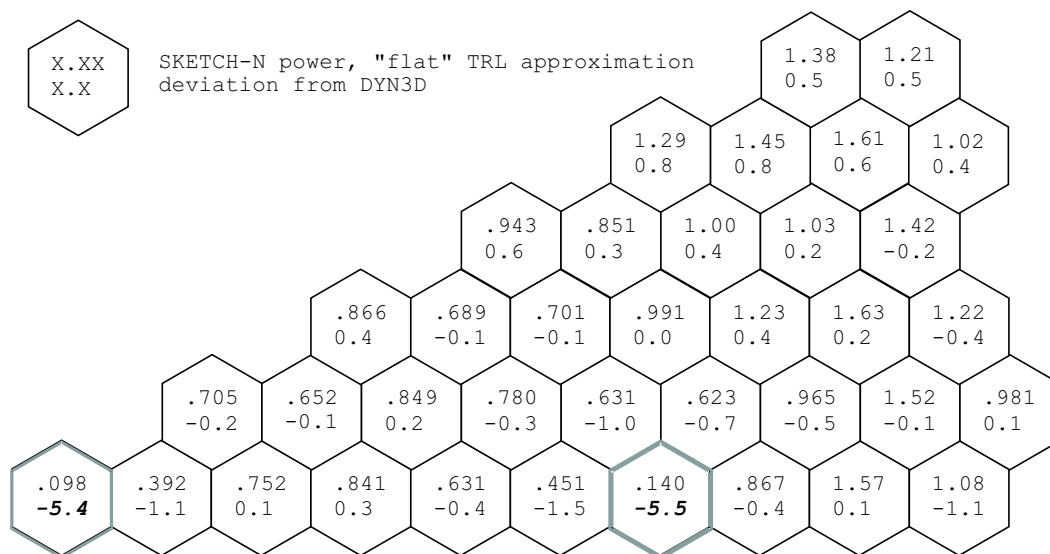 X.XX
X.X
SKETCH-N power, "flat" TRL approximation
deviation from DYN3D
1.38 1.21
0.5 0.5
1.29 1.45 1.61 1.02
0.8 0.8 0.6 0.4
.943 .851 1.00 1.03 1.42
0.6 0.3 0.4 0.2 -0.2
.866 .689 .701 .991 1.23 1.63 1.22
0.4 -0.1 -0.1 0.0 0.4 0.2 -0.4
.705 .652 .849 .780 .631 .623 .965 1.52 .981
-0.2 -0.1 0.2 -0.3 -1.0 -0.7 -0.5 -0.1 0.1
.098 .392 .752 .841 .631 .451 .140 .867 1.57 1.08
-5.4 -1.1 0.1 0.3 -0.4 -1.5 -5.5 -0.4 0.1 -1.1